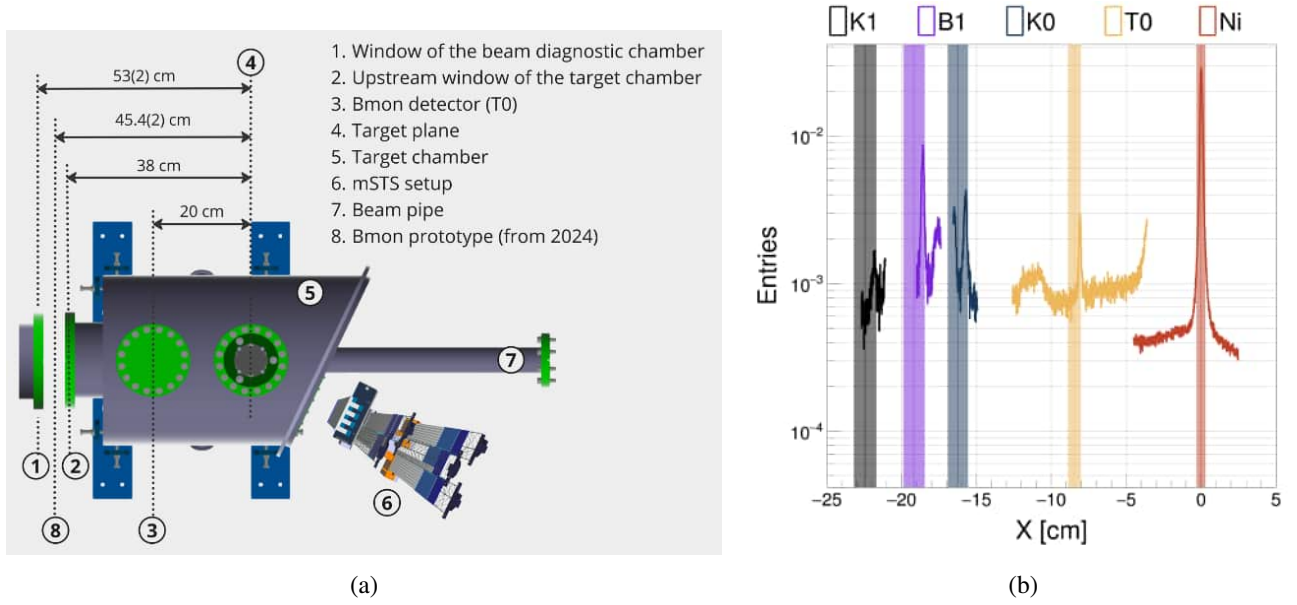 53(2) cm
45.4(2) cm
38 cm
20 cm
4
1. Window of the beam diagnostic chamber
2. Upstream window of the target chamber
3. Bmon detector (T0)
4. Target plane
5. Target chamber
6. mSTS setup
7. Beam pipe
8. Bmon prototype (from 2024)
5
7
1
2
6
8
3
(a)
K1 B1 K0 T0 Ni
Entries
10⁻²
10⁻³
10⁻⁴
−25 −20 −15 −10 −5 0 5
X [cm]
(b)